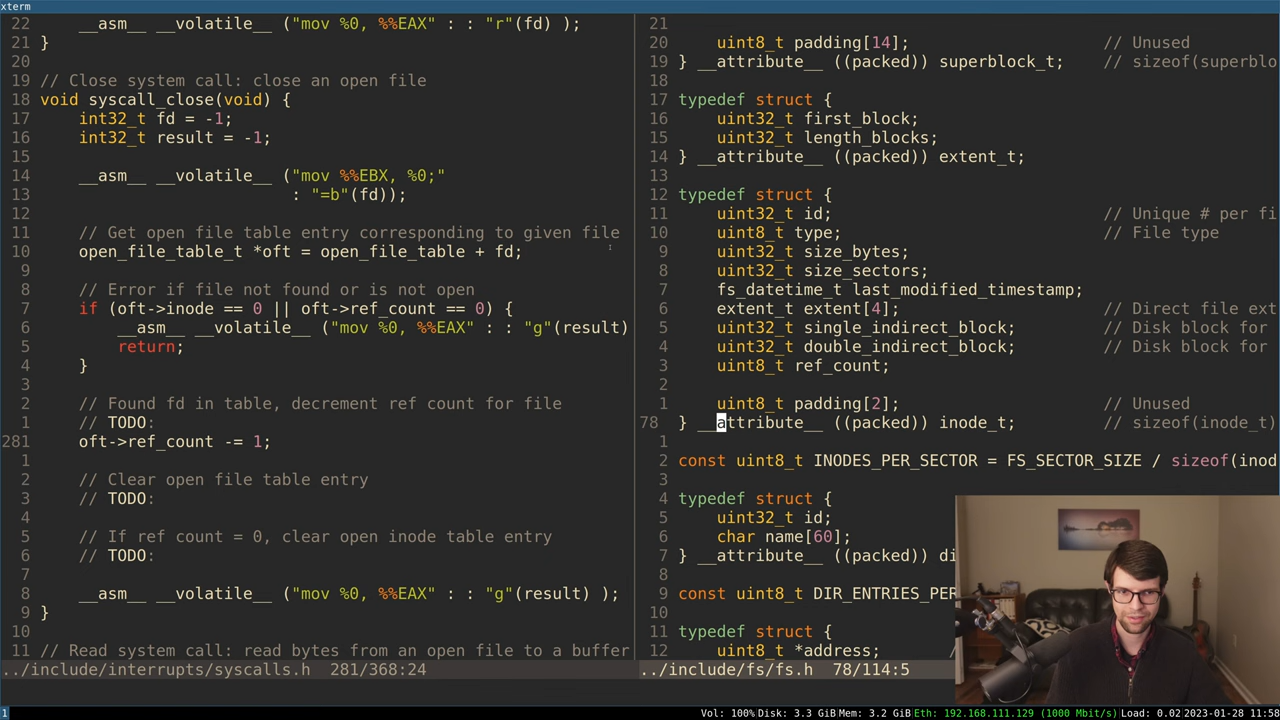 xterm
22     __asm__ __volatile__ ("mov %0, %%EAX" : : "r"(fd) );
21 }
20
19 // Close system call: close an open file
18 void syscall_close(void) {
17     int32_t fd = -1;
16     int32_t result = -1;
15
14     __asm__ __volatile__ ("mov %%EBX, %0;"
13                           : "=b"(fd));
12
11     // Get open file table entry corresponding to given file
10     open_file_table_t *oft = open_file_table + fd;
9
8     // Error if file not found or is not open
7     if (oft->inode == 0 || oft->ref_count == 0) {
6         __asm__ __volatile__ ("mov %0, %%EAX" : : "g"(result)
5         return;
4     }
3
2     // Found fd in table, decrement ref count for file
1     // TODO:
281     oft->ref_count -= 1;
1
2     // Clear open file table entry
3     // TODO:
4
5     // If ref count = 0, clear open inode table entry
6     // TODO:
7
8     __asm__ __volatile__ ("mov %0, %%EAX" : : "g"(result) );
9 }
10
11 // Read system call: read bytes from an open file to a buffer
../include/interrupts/syscalls.h  281/368:24
21
20     uint8_t padding[14];                    // Unused
19 } __attribute__ ((packed)) superblock_t;    // sizeof(superblo
18
17 typedef struct {
16     uint32_t first_block;
15     uint32_t length_blocks;
14 } __attribute__ ((packed)) extent_t;
13
12 typedef struct {
11     uint32_t id;                            // Unique # per fi
10     uint8_t type;                           // File type
9     uint32_t size_bytes;
8     uint32_t size_sectors;
7     fs_datetime_t last_modified_timestamp;
6     extent_t extent[4];                     // Direct file ext
5     uint32_t single_indirect_block;         // Disk block for
4     uint32_t double_indirect_block;         // Disk block for
3     uint8_t ref_count;
2
1     uint8_t padding[2];                     // Unused
78 } __attribute__ ((packed)) inode_t;         // sizeof(inode_t)
1
2 const uint8_t INODES_PER_SECTOR = FS_SECTOR_SIZE / sizeof(inod
3
4 typedef struct {
5     uint32_t id;
6     char name[60];
7 } __attribute__ ((packed)) di
8
9 const uint8_t DIR_ENTRIES_PER
10
11 typedef struct {
12     uint8_t *address;     /
../include/fs/fs.h  78/114:5
1
Vol: 100% Disk: 3.3 GiB Mem: 3.2 GiB Eth: 192.168.111.129 (1000 Mbit/s) Load: 0.02 2023-01-28 11:58